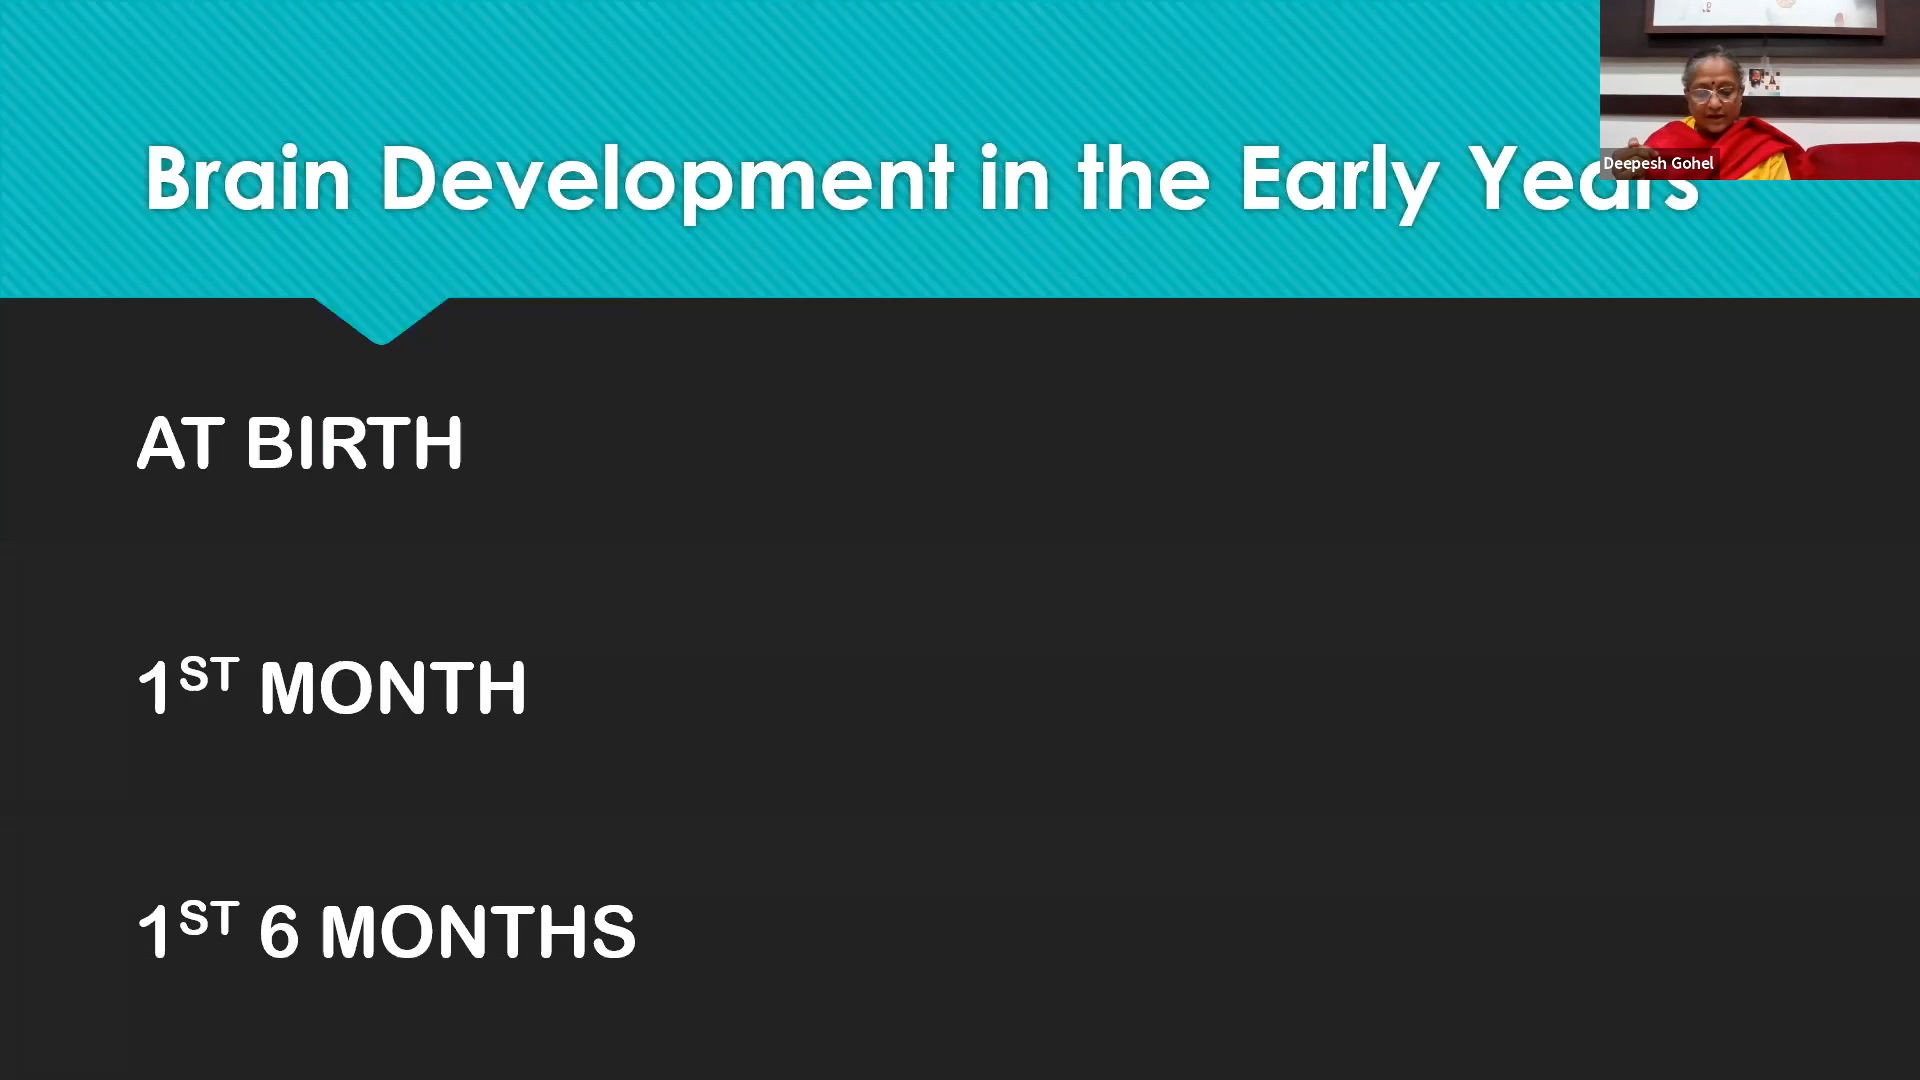 Brain Development in the Early Years
Deepesh Gohel
AT BIRTH
1ST MONTH
1ST 6 MONTHS